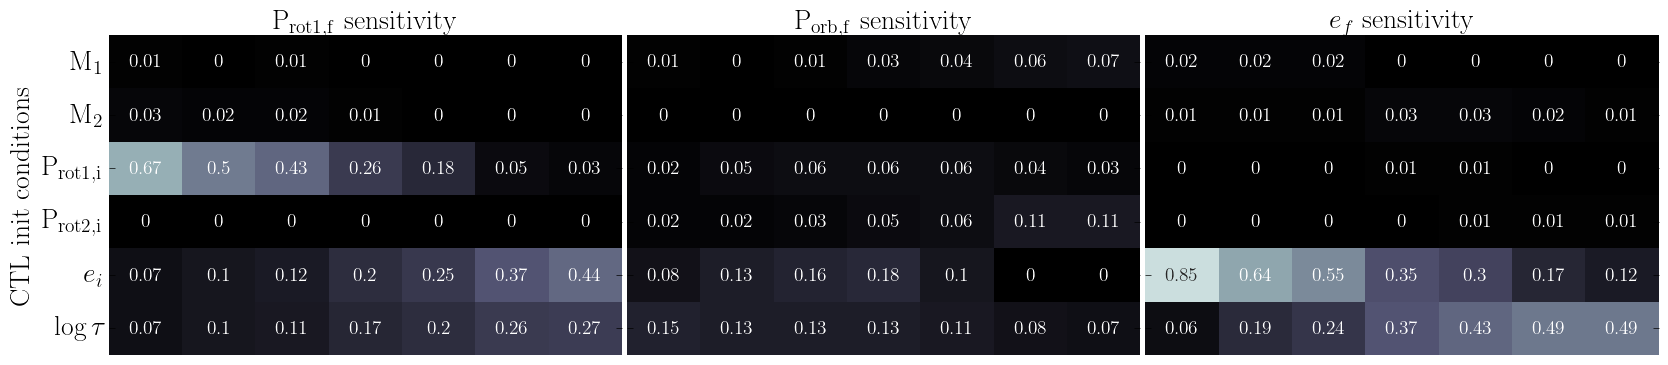 P_rot1,f sensitivity P_orb,f sensitivity e_f sensitivity
CTL init conditions
M_1 0.01 0 0.01 0 0 0 0 0.01 0 0.01 0.03 0.04 0.06 0.07 0.02 0.02 0.02 0 0 0 0
M_2 0.03 0.02 0.02 0.01 0 0 0 0 0 0 0 0 0 0 0.01 0.01 0.01 0.03 0.03 0.02 0.01
P_rot1,i 0.67 0.5 0.43 0.26 0.18 0.05 0.03 0.02 0.05 0.06 0.06 0.06 0.04 0.03 0 0 0 0.01 0.01 0 0
P_rot2,i 0 0 0 0 0 0 0 0.02 0.02 0.03 0.05 0.06 0.11 0.11 0 0 0 0 0.01 0.01 0.01
e_i 0.07 0.1 0.12 0.2 0.25 0.37 0.44 0.08 0.13 0.16 0.18 0.1 0 0 0.85 0.64 0.55 0.35 0.3 0.17 0.12
log τ 0.07 0.1 0.11 0.17 0.2 0.26 0.27 0.15 0.13 0.13 0.13 0.11 0.08 0.07 0.06 0.19 0.24 0.37 0.43 0.49 0.49